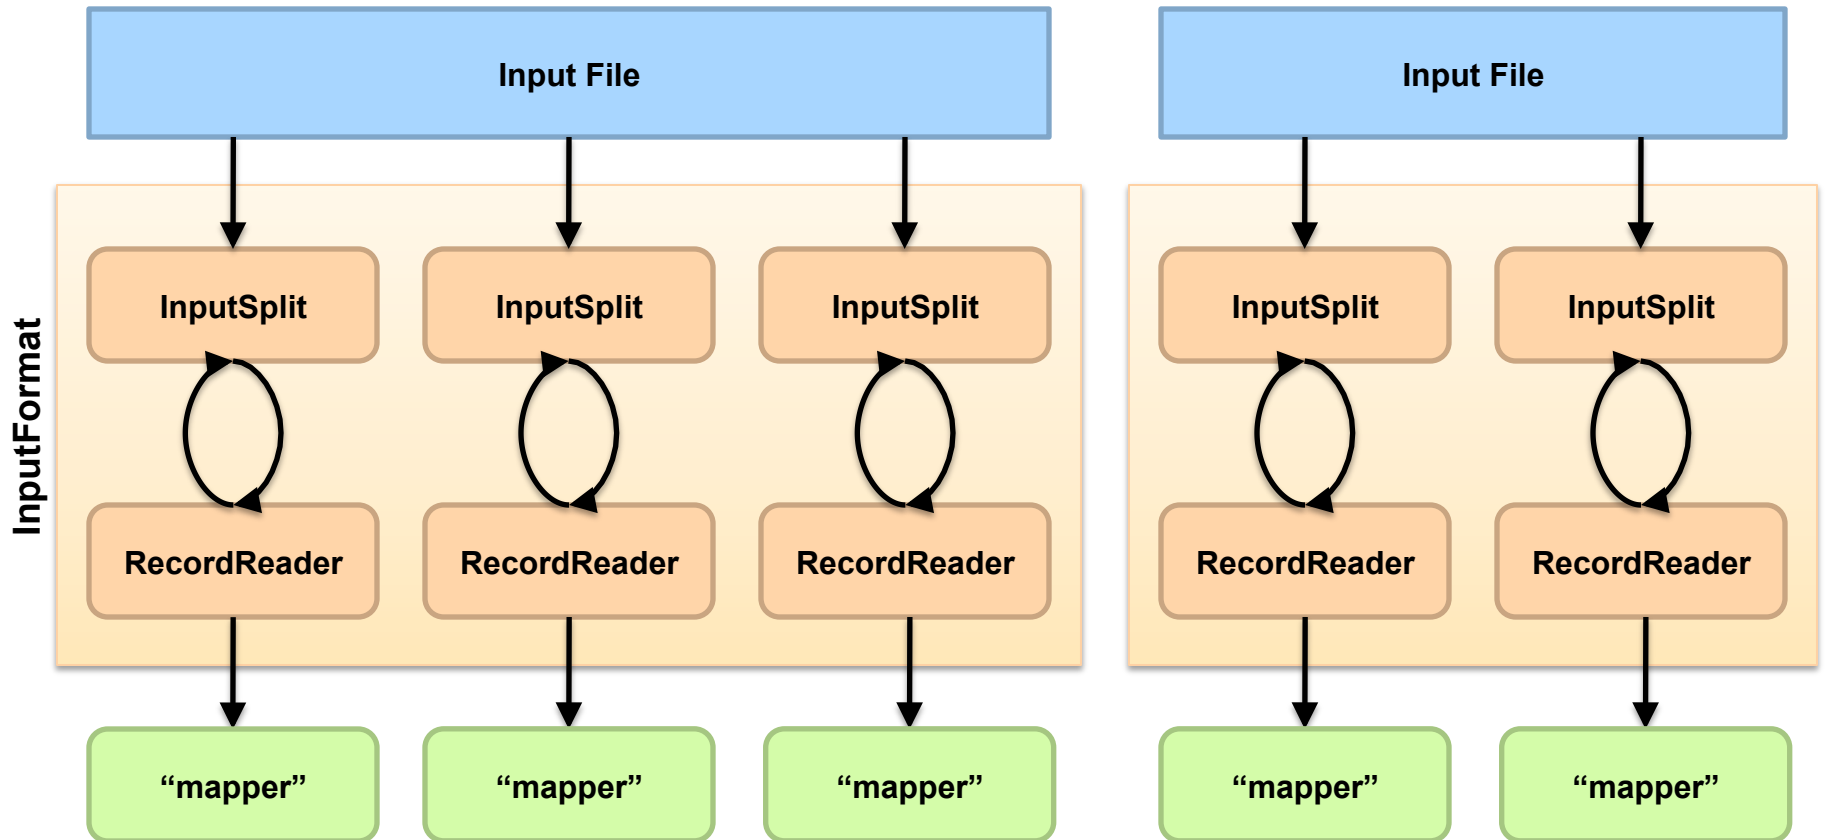 Input File
Input File
InputFormat
InputSplit
InputSplit
InputSplit
InputSplit
InputSplit
RecordReader
RecordReader
RecordReader
RecordReader
RecordReader
“mapper”
“mapper”
“mapper”
“mapper”
“mapper”